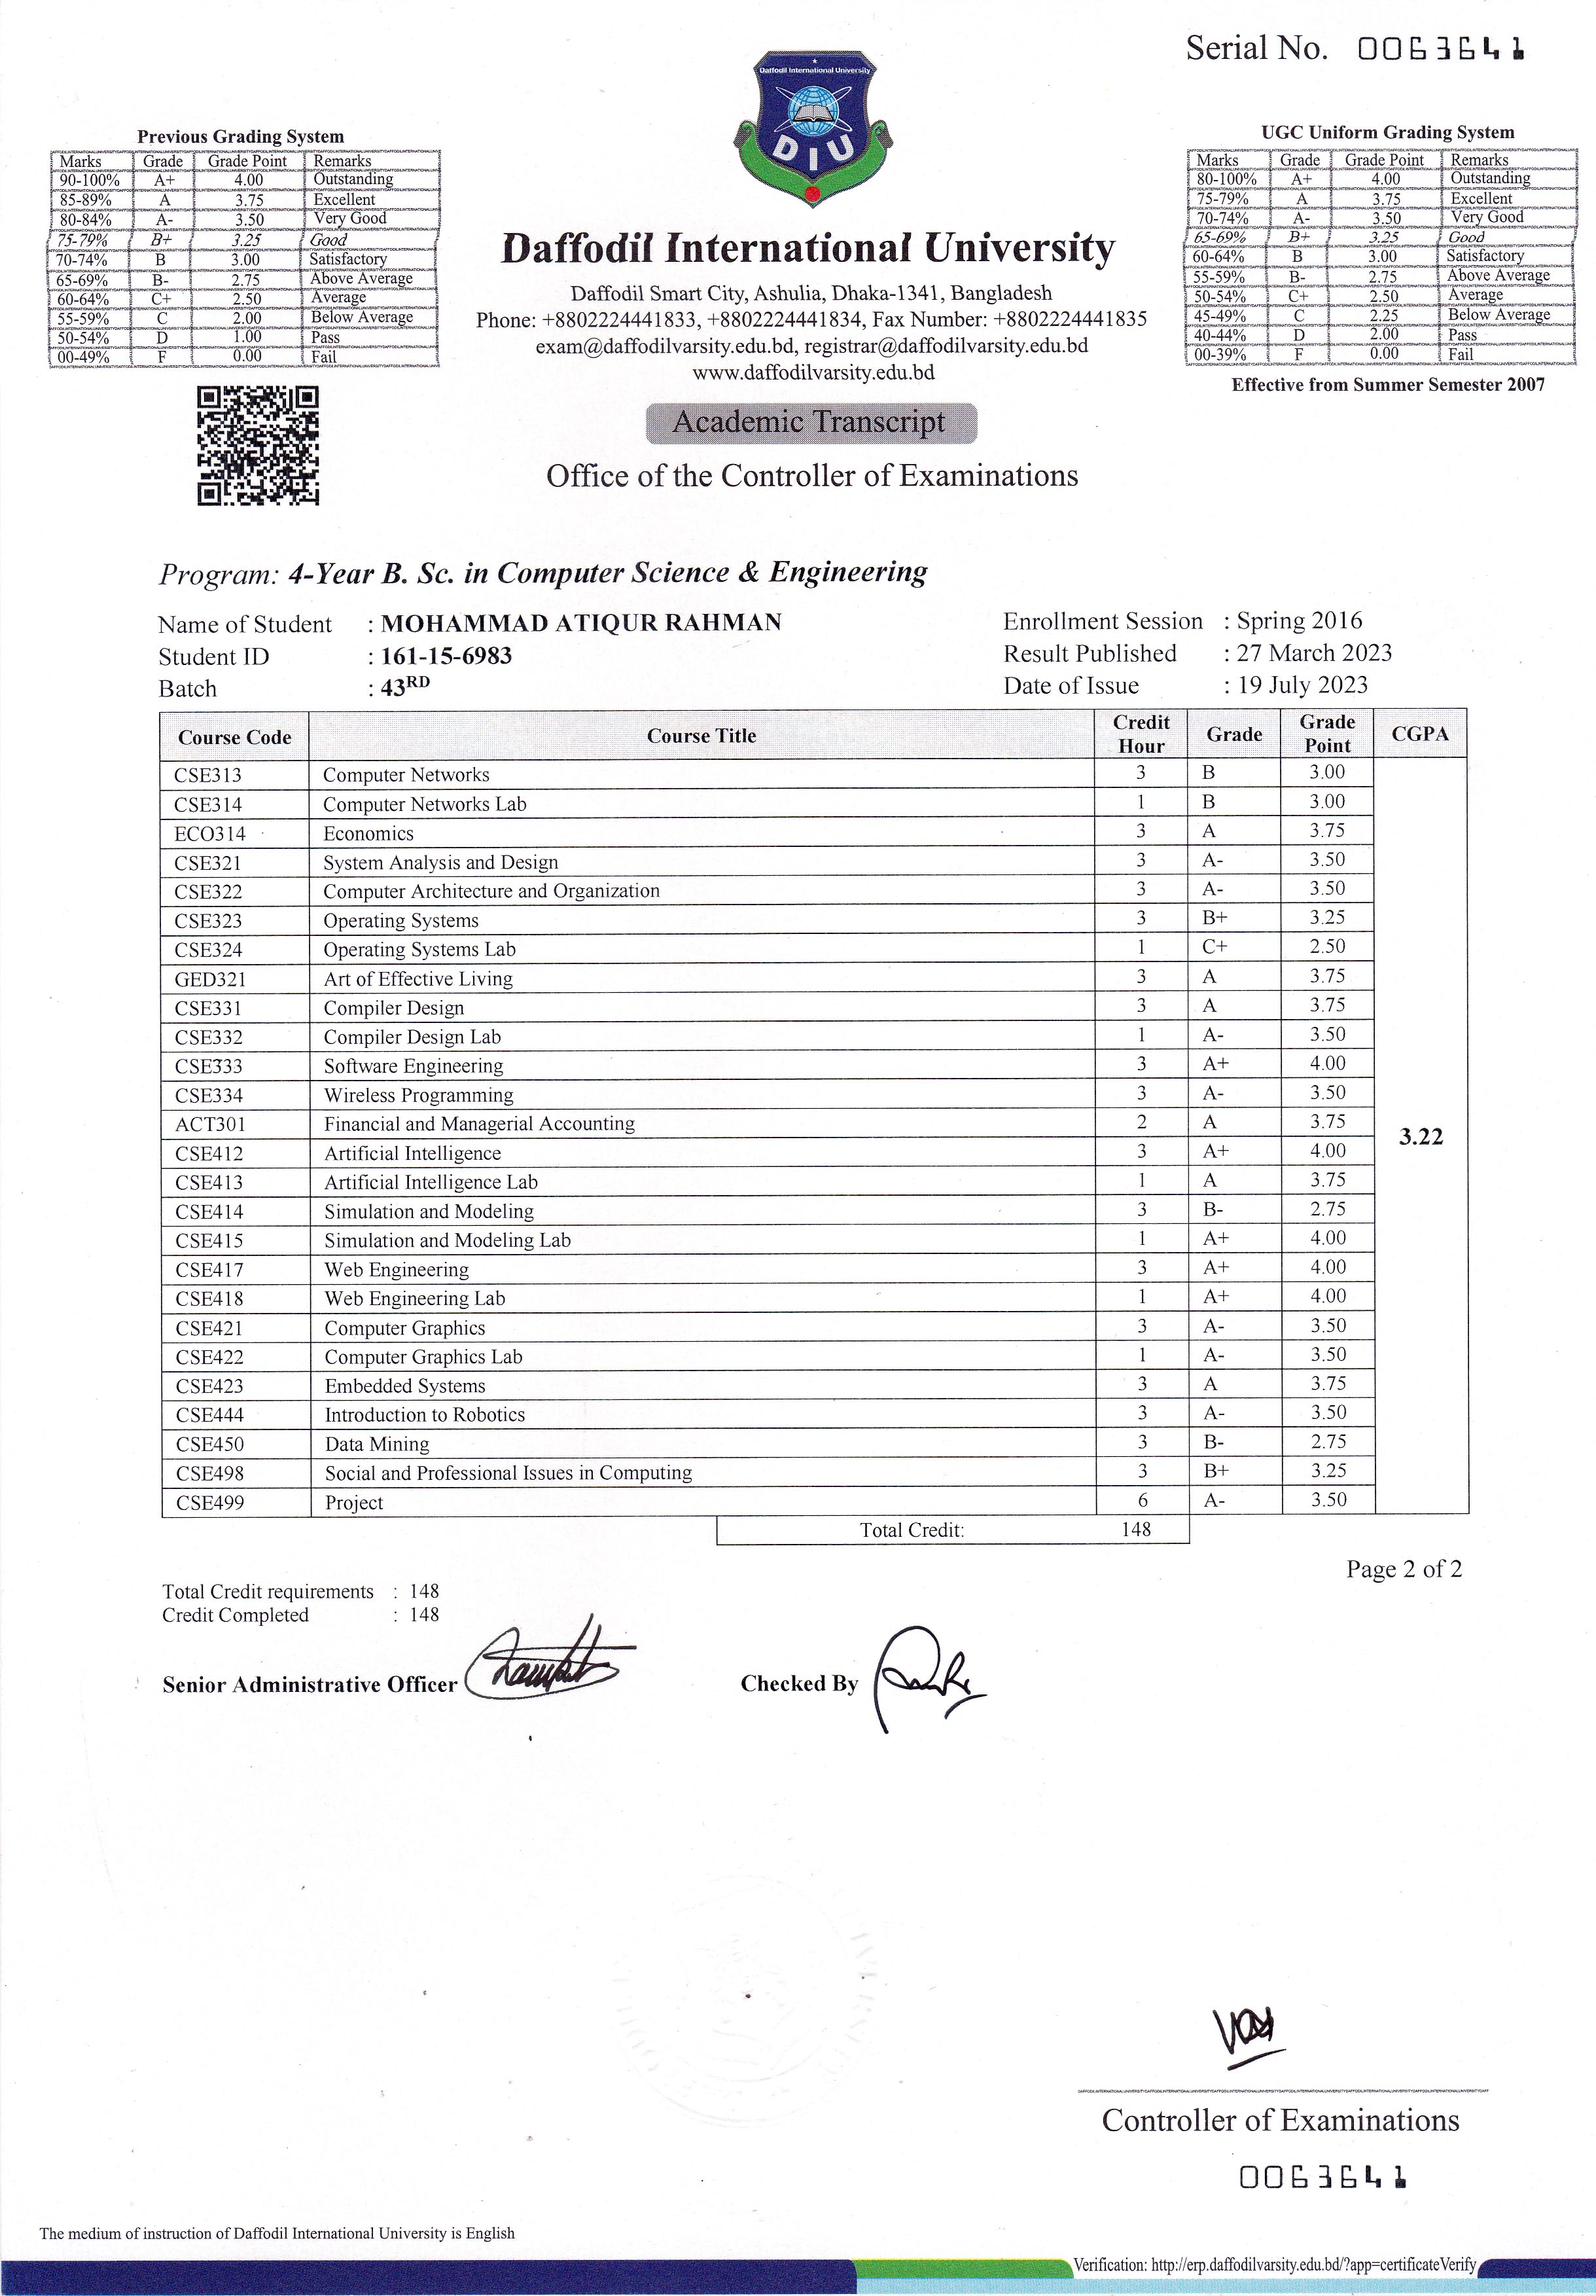 Serial No. 0063641
Daffodil International University
DIU
Previous Grading System
Marks Grade Grade Point Remarks
90-100% A+ 4.00 Outstanding
85-89% A 3.75 Excellent
80-84% A- 3.50 Very Good
75-79% B+ 3.25 Good
70-74% B 3.00 Satisfactory
65-69% B- 2.75 Above Average
60-64% C+ 2.50 Average
55-59% C 2.00 Below Average
50-54% D 1.00 Pass
00-49% F 0.00 Fail
UGC Uniform Grading System
Marks Grade Grade Point Remarks
80-100% A+ 4.00 Outstanding
75-79% A 3.75 Excellent
70-74% A- 3.50 Very Good
65-69% B+ 3.25 Good
60-64% B 3.00 Satisfactory
55-59% B- 2.75 Above Average
50-54% C+ 2.50 Average
45-49% C 2.25 Below Average
40-44% D 2.00 Pass
00-39% F 0.00 Fail
Effective from Summer Semester 2007
Daffodil International University
Daffodil Smart City, Ashulia, Dhaka-1341, Bangladesh
Phone: +8802224441833, +8802224441834, Fax Number: +8802224441835
exam@daffodilvarsity.edu.bd, registrar@daffodilvarsity.edu.bd
www.daffodilvarsity.edu.bd
Academic Transcript
Office of the Controller of Examinations
Program: 4-Year B. Sc. in Computer Science & Engineering
Name of Student : MOHAMMAD ATIQUR RAHMAN
Student ID : 161-15-6983
Batch : 43RD
Enrollment Session : Spring 2016
Result Published : 27 March 2023
Date of Issue : 19 July 2023
Course Code Course Title Credit Hour Grade Grade Point CGPA
CSE313 Computer Networks 3 B 3.00
CSE314 Computer Networks Lab 1 B 3.00
ECO314 Economics 3 A 3.75
CSE321 System Analysis and Design 3 A- 3.50
CSE322 Computer Architecture and Organization 3 A- 3.50
CSE323 Operating Systems 3 B+ 3.25
CSE324 Operating Systems Lab 1 C+ 2.50
GED321 Art of Effective Living 3 A 3.75
CSE331 Compiler Design 3 A 3.75
CSE332 Compiler Design Lab 1 A- 3.50
CSE333 Software Engineering 3 A+ 4.00
CSE334 Wireless Programming 3 A- 3.50
ACT301 Financial and Managerial Accounting 2 A 3.75
3.22
CSE412 Artificial Intelligence 3 A+ 4.00
CSE413 Artificial Intelligence Lab 1 A 3.75
CSE414 Simulation and Modeling 3 B- 2.75
CSE415 Simulation and Modeling Lab 1 A+ 4.00
CSE417 Web Engineering 3 A+ 4.00
CSE418 Web Engineering Lab 1 A+ 4.00
CSE421 Computer Graphics 3 A- 3.50
CSE422 Computer Graphics Lab 1 A- 3.50
CSE423 Embedded Systems 3 A 3.75
CSE444 Introduction to Robotics 3 A- 3.50
CSE450 Data Mining 3 B- 2.75
CSE498 Social and Professional Issues in Computing 3 B+ 3.25
CSE499 Project 6 A- 3.50
Total Credit: 148
Page 2 of 2
Total Credit requirements : 148
Credit Completed : 148
Senior Administrative Officer
Checked By
Controller of Examinations
0063641
The medium of instruction of Daffodil International University is English
Verification: http://erp.daffodilvarsity.edu.bd/?app=certificateVerify